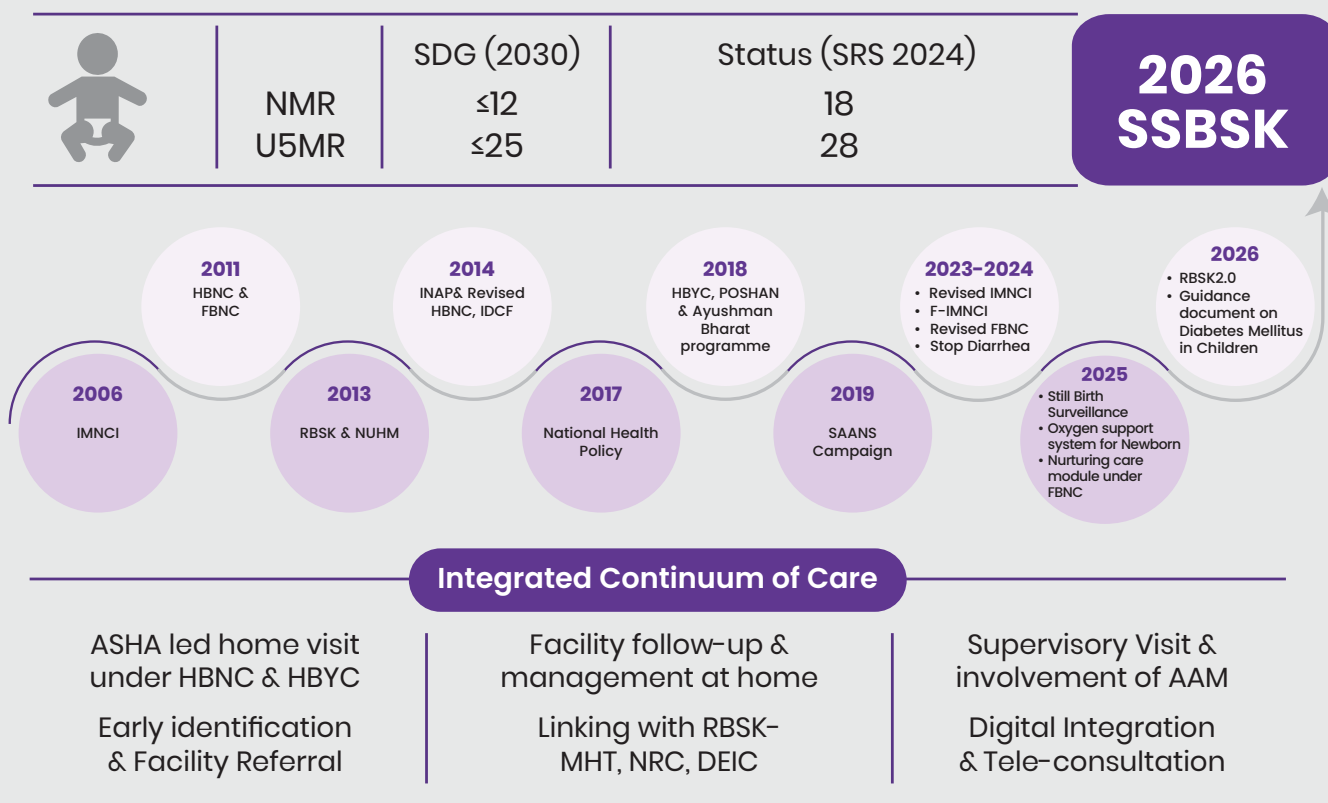 SDG (2030)
Status (SRS 2024)
NMR
≤12
18
U5MR
≤25
28
2026
SSBSK
2006
IMNCI
2011
HBNC &
FBNC
2013
RBSK & NUHM
2014
INAP& Revised
HBNC, IDCF
2017
National Health
Policy
2018
HBYC, POSHAN
& Ayushman
Bharat
programme
2019
SAANS
Campaign
2023-2024
• Revised IMNCI
• F-IMNCI
• Revised FBNC
• Stop Diarrhea
2025
• Still Birth
Surveillance
• Oxygen support
system for Newborn
• Nurturing care
module under
FBNC
2026
• RBSK2.0
• Guidance
document on
Diabetes Mellitus
in Children
Integrated Continuum of Care
ASHA led home visit
under HBNC & HBYC
Early identification
& Facility Referral
Facility follow-up &
management at home
Linking with RBSK-
MHT, NRC, DEIC
Supervisory Visit &
involvement of AAM
Digital Integration
& Tele-consultation